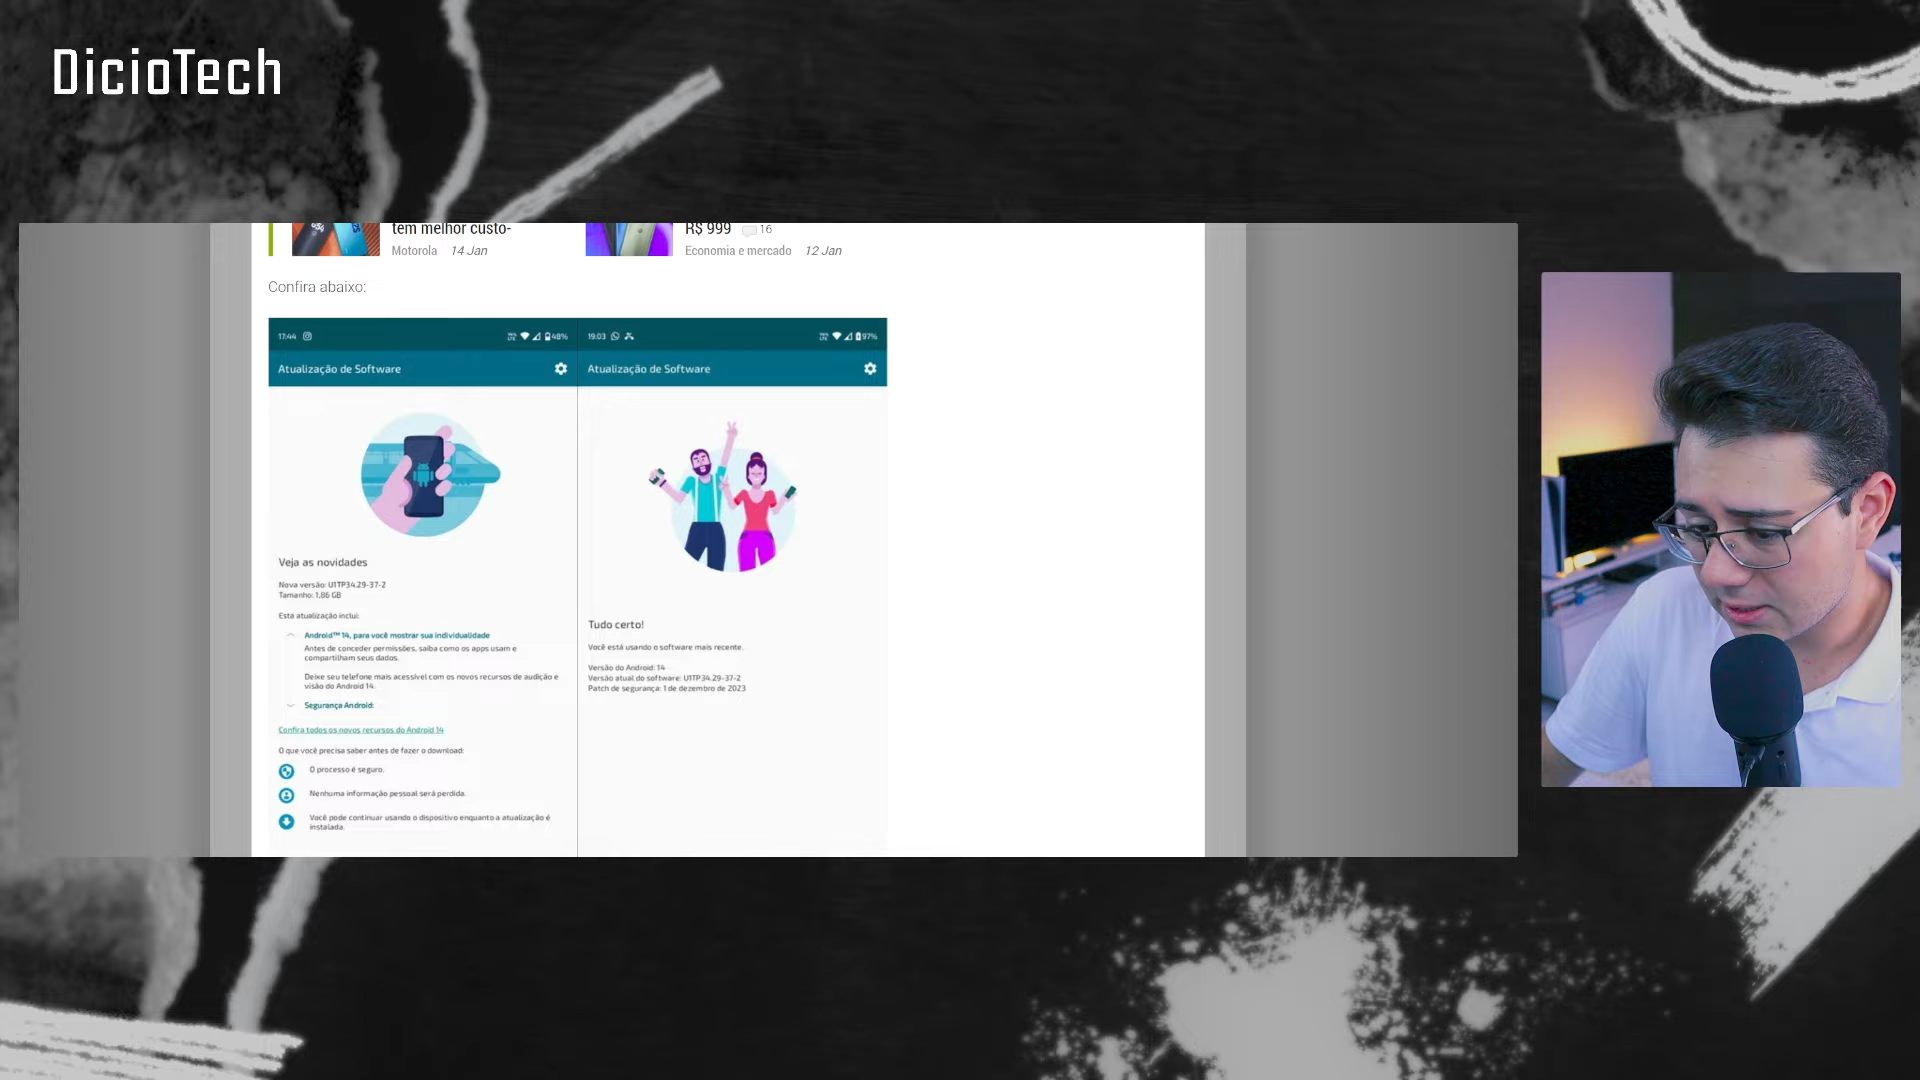 DicioTech
tem melhor custo-
Motorola 14 Jan
R$ 999 16
Economia e mercado 12 Jan
Confira abaixo:
17:44 48%
Atualização de Software
Veja as novidades
Nova versão: U1TP34.29-37-2
Tamanho: 1,86 GB
Esta atualização inclui:
Android™ 14, para você mostrar sua individualidade
Antes de conceder permissões, saiba como os apps usam e
compartilham seus dados.
Deixe seu telefone mais acessível com os novos recursos de audição e
visão do Android 14.
Segurança Android:
Confira todos os novos recursos do Android 14
O que você precisa saber antes de fazer o download:
O processo é seguro.
Nenhuma informação pessoal será perdida.
Você pode continuar usando o dispositivo enquanto a atualização é
instalada.
19:03 97%
Atualização de Software
Tudo certo!
Você está usando o software mais recente.
Versão do Android: 14
Versão atual do software: U1TP34.29-37-2
Patch de segurança: 1 de dezembro de 2023